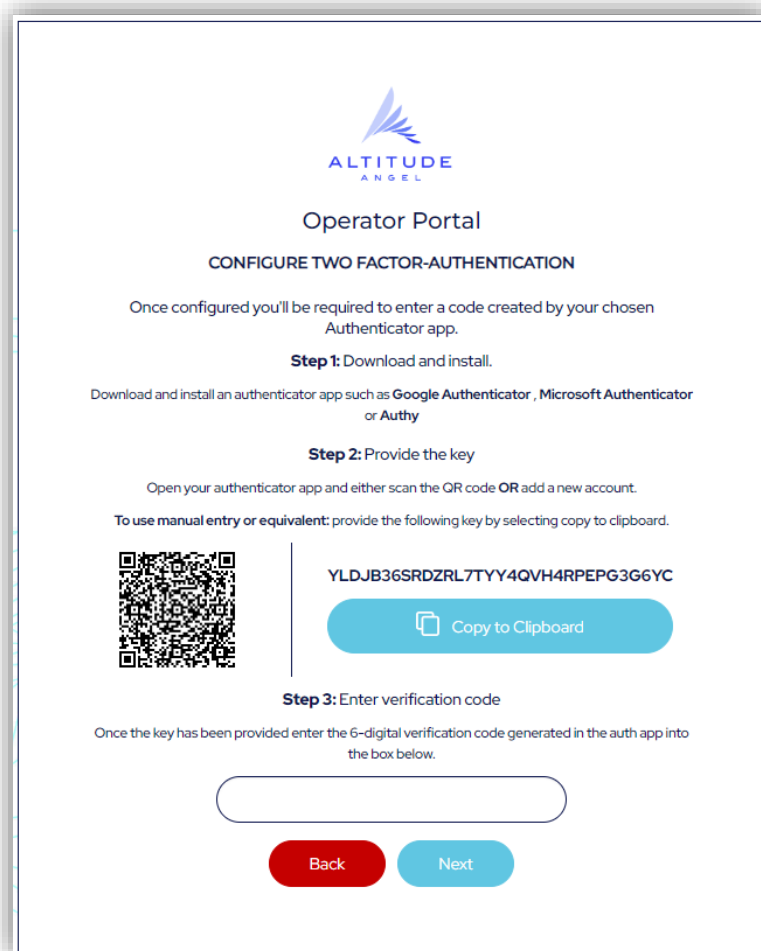 ALTITUDE
ANGEL
Operator Portal
CONFIGURE TWO FACTOR-AUTHENTICATION
Once configured you'll be required to enter a code created by your chosen
Authenticator app.
Step 1: Download and install.
Download and install an authenticator app such as Google Authenticator , Microsoft Authenticator
or Authy
Step 2: Provide the key
Open your authenticator app and either scan the QR code OR add a new account.
To use manual entry or equivalent: provide the following key by selecting copy to clipboard.
YLDJB36SRDZRL7TYY4QVH4RPEPG3G6YC
Copy to Clipboard
Step 3: Enter verification code
Once the key has been provided enter the 6-digital verification code generated in the auth app into
the box below.
Back
Next